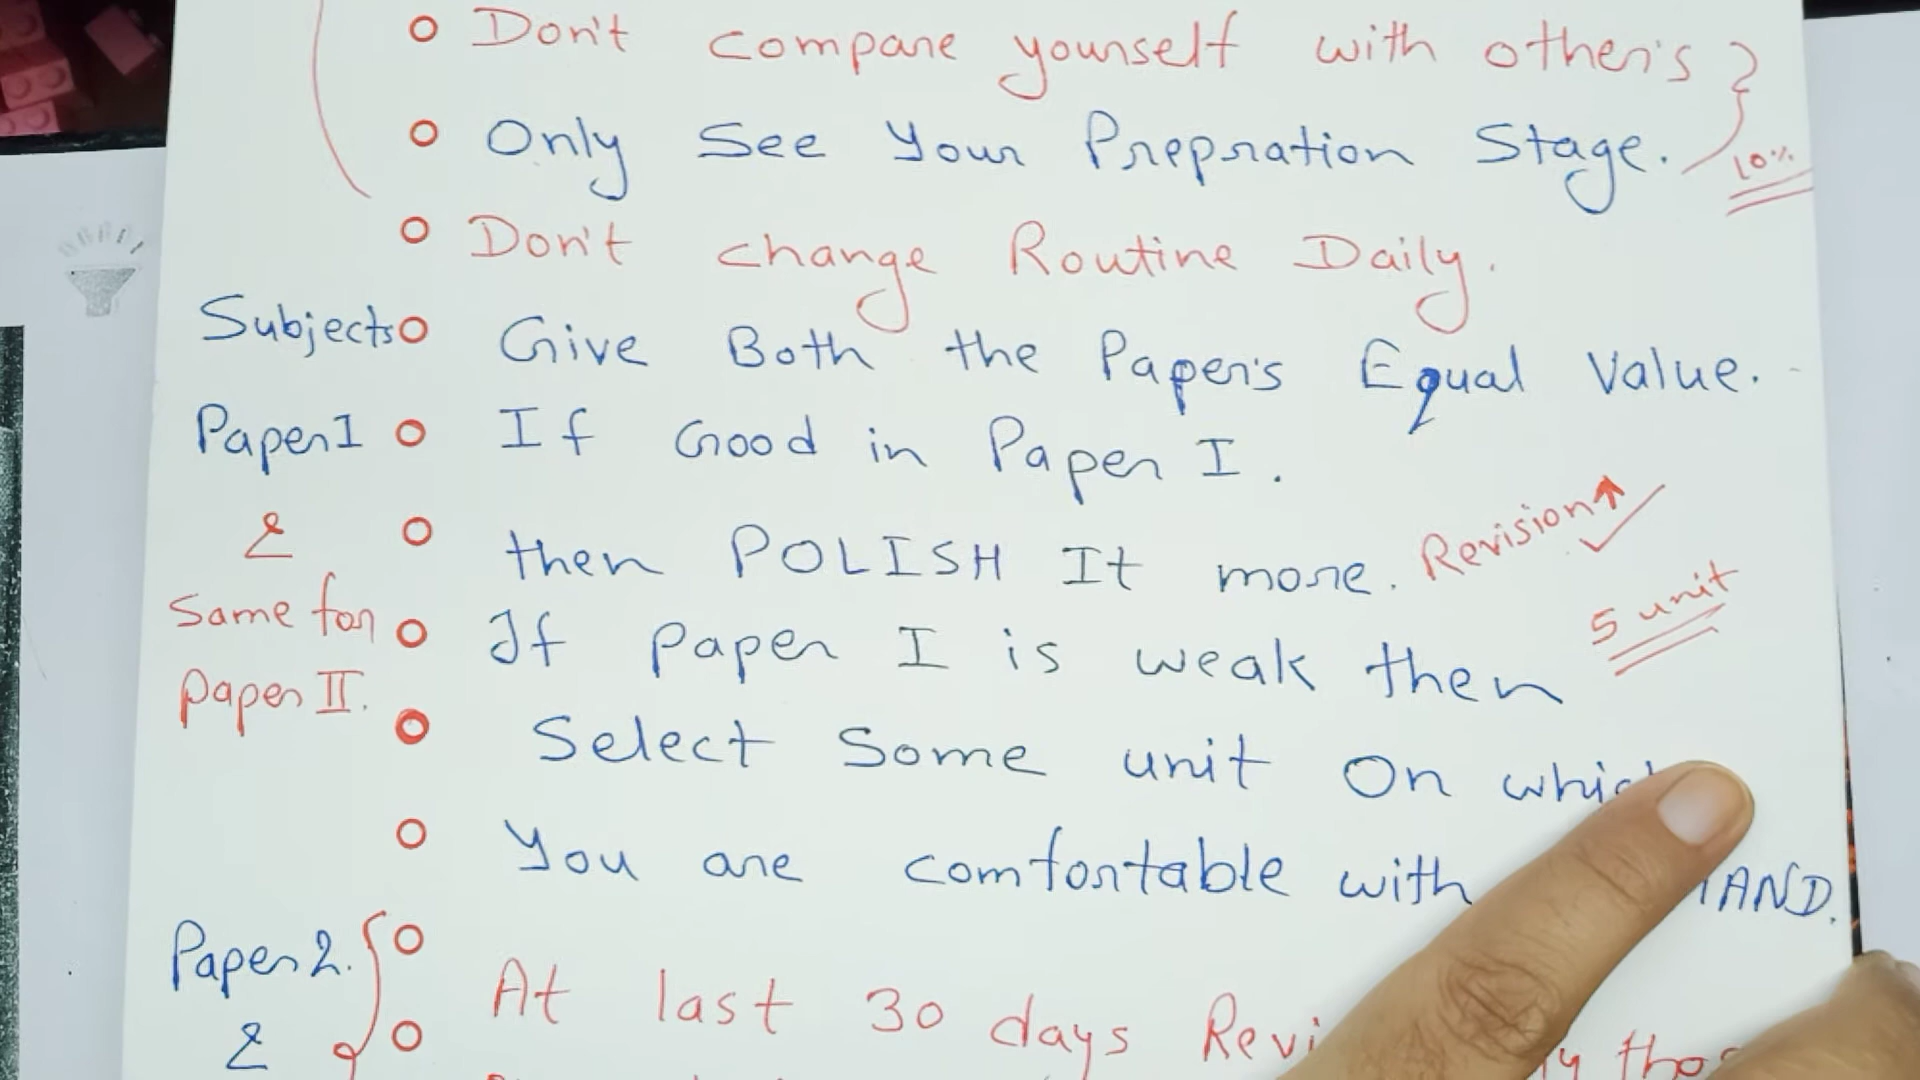 Don't compare yourself with other's
Only See Your Prepration Stage.
10%
Don't change Routine Daily.
Subjects Give Both the Paper's Equal Value.
Paper 1 If Good in Paper I.
&
then POLISH It more. Revision↑
5 unit
Same for If Paper I is weak then
paper II.
Select Some unit On
You are comfortable with
AND.
Paper 2.
At last 30 days
&